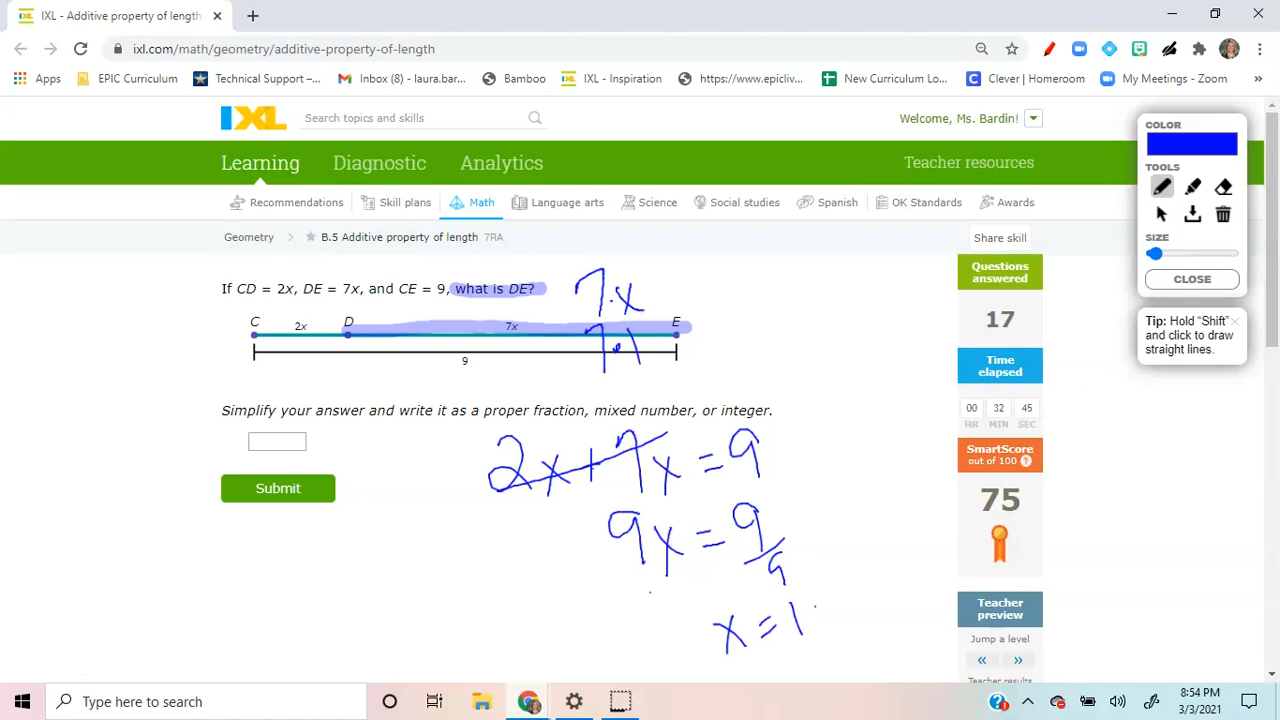 IXL - Additive property of length
ixl.com/math/geometry/additive-property-of-length
Apps EPIC Curriculum Technical Support-... Inbox (8) - laura.bar... Bamboo IXL - Inspiration https://www.epicliv... New Curriculum Lo... Clever | Homeroom My Meetings - Zoom »
IXL Search topics and skills Welcome, Ms. Bardin!
Learning Diagnostic Analytics Teacher resources
Recommendations Skill plans Math Language arts Science Social studies Spanish OK Standards Awards
Geometry B.5 Additive property of length 7RA Share skill
If CD = 2x, DE = 7x, and CE = 9, what is DE?
7·x
C 2x D 7x E
7·1
9
Simplify your answer and write it as a proper fraction, mixed number, or integer.
Submit
2x + 7x = 9
9x = 9
9
x = 1
Questions answered
17
Time elapsed
00 32 45
HR MIN SEC
SmartScore
out of 100 ?
75
Teacher preview
Jump a level
« »
Teacher results
COLOR
TOOLS
SIZE
CLOSE
Tip: Hold "Shift" and click to draw straight lines.
Type here to search
8:54 PM
3/3/2021